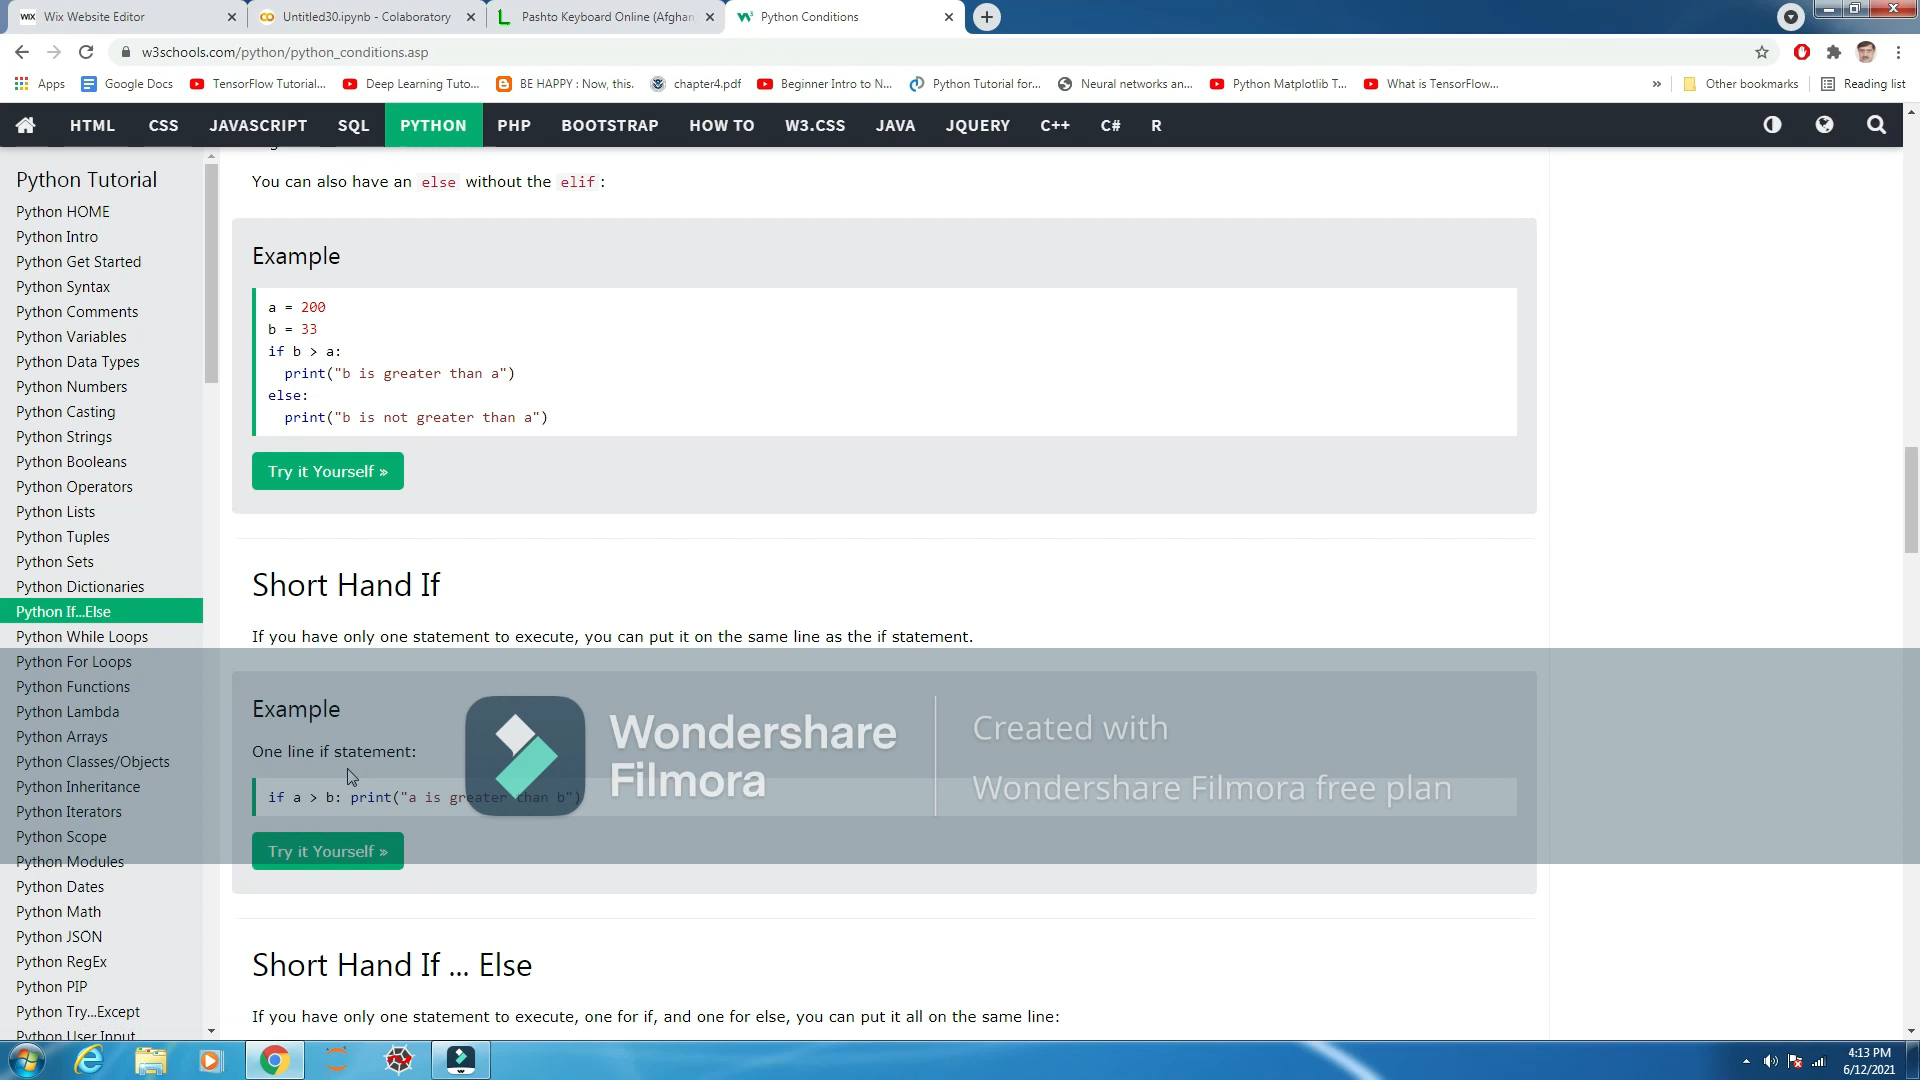 Wix Website Editor
Untitled30.ipynb - Colaboratory
Pashto Keyboard Online (Afghan
Python Conditions
w3schools.com/python/python_conditions.asp
Apps
Google Docs
TensorFlow Tutorial...
Deep Learning Tuto...
BE HAPPY : Now, this.
chapter4.pdf
Beginner Intro to N...
Python Tutorial for...
Neural networks an...
Python Matplotlib T...
What is TensorFlow...
»
Other bookmarks
Reading list
HTML
CSS
JAVASCRIPT
SQL
PYTHON
PHP
BOOTSTRAP
HOW TO
W3.CSS
JAVA
JQUERY
C++
C#
R
Python Tutorial
Python HOME
Python Intro
Python Get Started
Python Syntax
Python Comments
Python Variables
Python Data Types
Python Numbers
Python Casting
Python Strings
Python Booleans
Python Operators
Python Lists
Python Tuples
Python Sets
Python Dictionaries
Python If...Else
Python While Loops
Python For Loops
Python Functions
Python Lambda
Python Arrays
Python Classes/Objects
Python Inheritance
Python Iterators
Python Scope
Python Modules
Python Dates
Python Math
Python JSON
Python RegEx
Python PIP
Python Try...Except
Python User Input
You can also have an else without the elif:
Example
a = 200
b = 33
if b > a:
  print("b is greater than a")
else:
  print("b is not greater than a")
Try it Yourself »
Short Hand If
If you have only one statement to execute, you can put it on the same line as the if statement.
Example
One line if statement:
if a > b: print("a is greater than b")
Try it Yourself »
Wondershare
Filmora
Created with
Wondershare Filmora free plan
Short Hand If ... Else
If you have only one statement to execute, one for if, and one for else, you can put it all on the same line:
4:13 PM
6/12/2021